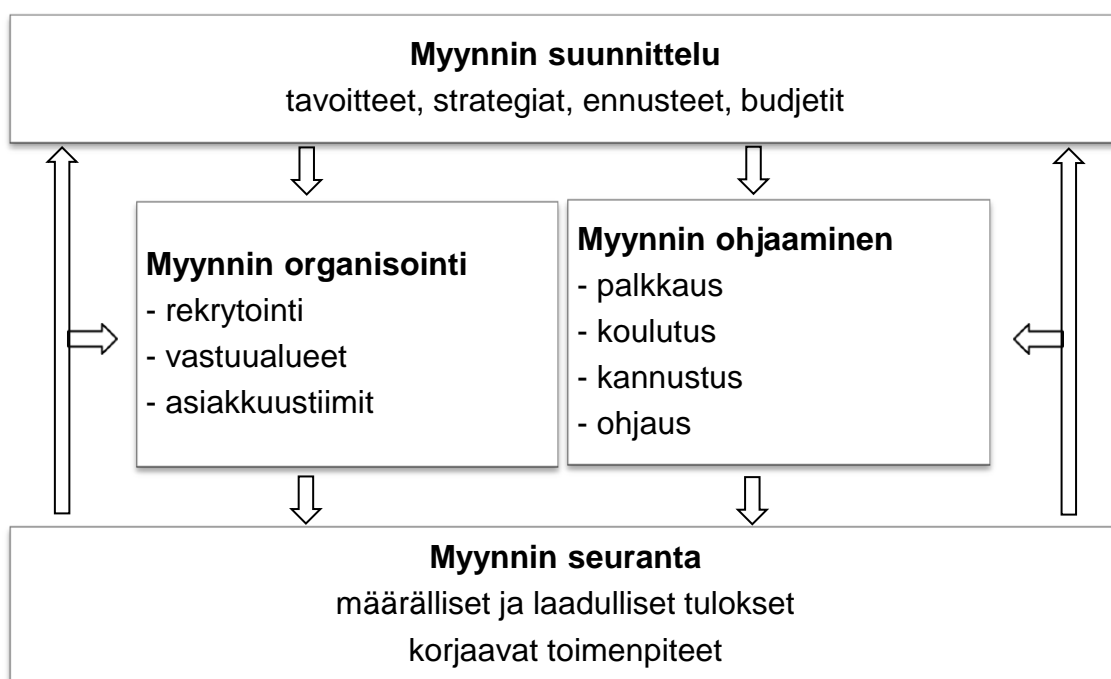 Myynnin suunnittelu
tavoitteet, strategiat, ennusteet, budjetit
Myynnin organisointi
- rekrytointi
- vastuualueet
- asiakkuustiimit
Myynnin ohjaaminen
- palkkaus
- koulutus
- kannustus
- ohjaus
Myynnin seuranta
määrälliset ja laadulliset tulokset
korjaavat toimenpiteet